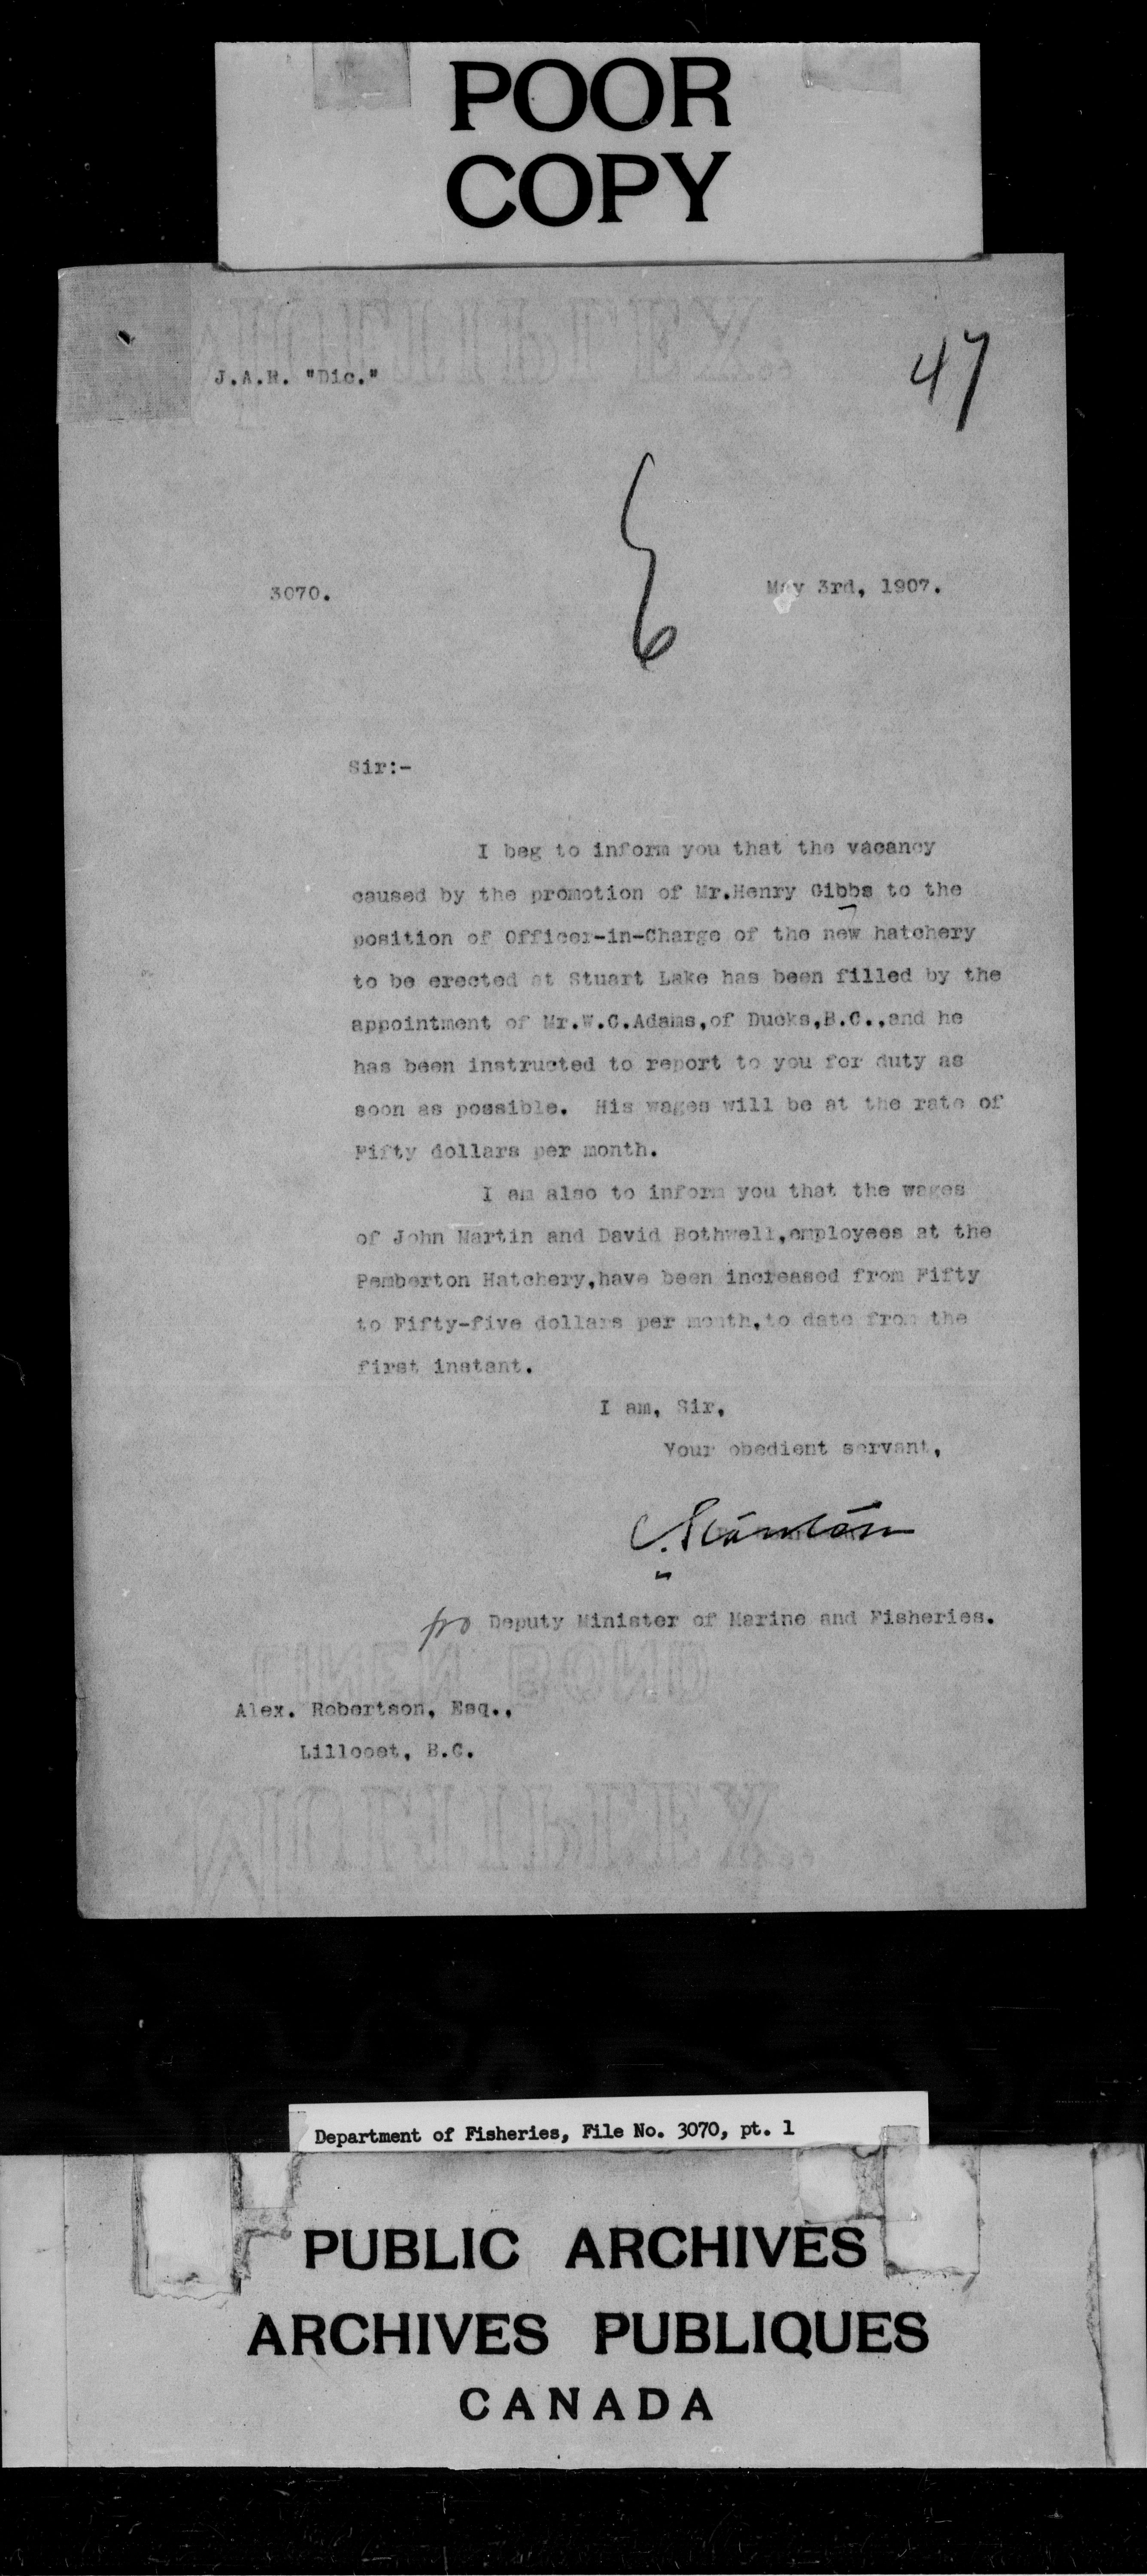 POOR
COPY
MULTIPLEX
J.A.R. "Dic."
47
3070.
May 3rd, 1907.
Sir:-
I beg to inform you that the vacancy
caused by the promotion of Mr.Henry Gibbs to the
position of Officer-in-Charge of the new hatchery
to be erected at Stuart Lake has been filled by the
appointment of Mr.W.C.Adams,of Ducks,B.C.,and he
has been instructed to report to you for duty as
soon as possible. His wages will be at the rate of
Fifty dollars per month.
I am also to inform you that the wages
of John Martin and David Bothwell,employees at the
Pemberton Hatchery,have been increased from Fifty
to Fifty-five dollars per month,to date from the
first instant.
I am, Sir,
Your obedient servant,
C. Stanton
pro Deputy Minister of Marine and Fisheries.
LINEN BOND
Alex. Robertson, Esq.,
Lillooet, B.C.
MULTIPLEX
Department of Fisheries, File No. 3070, pt. 1
PUBLIC ARCHIVES
ARCHIVES PUBLIQUES
CANADA